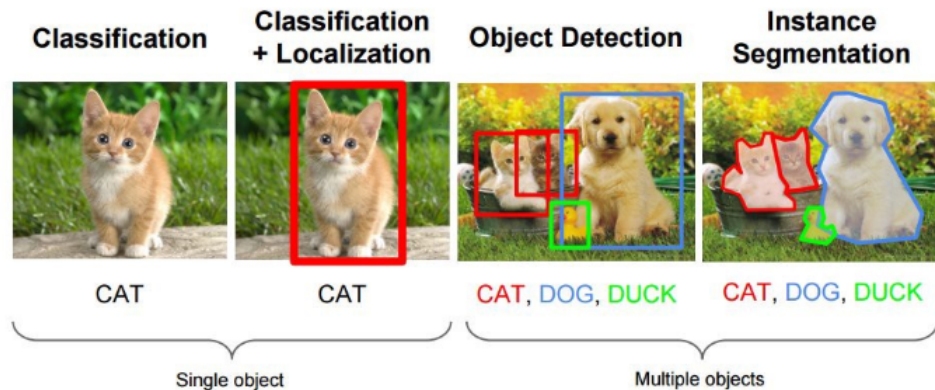 Classification
Classification
+ Localization
Object Detection
Instance
Segmentation
CAT
CAT
CAT, DOG, DUCK
CAT, DOG, DUCK
Single object
Multiple objects